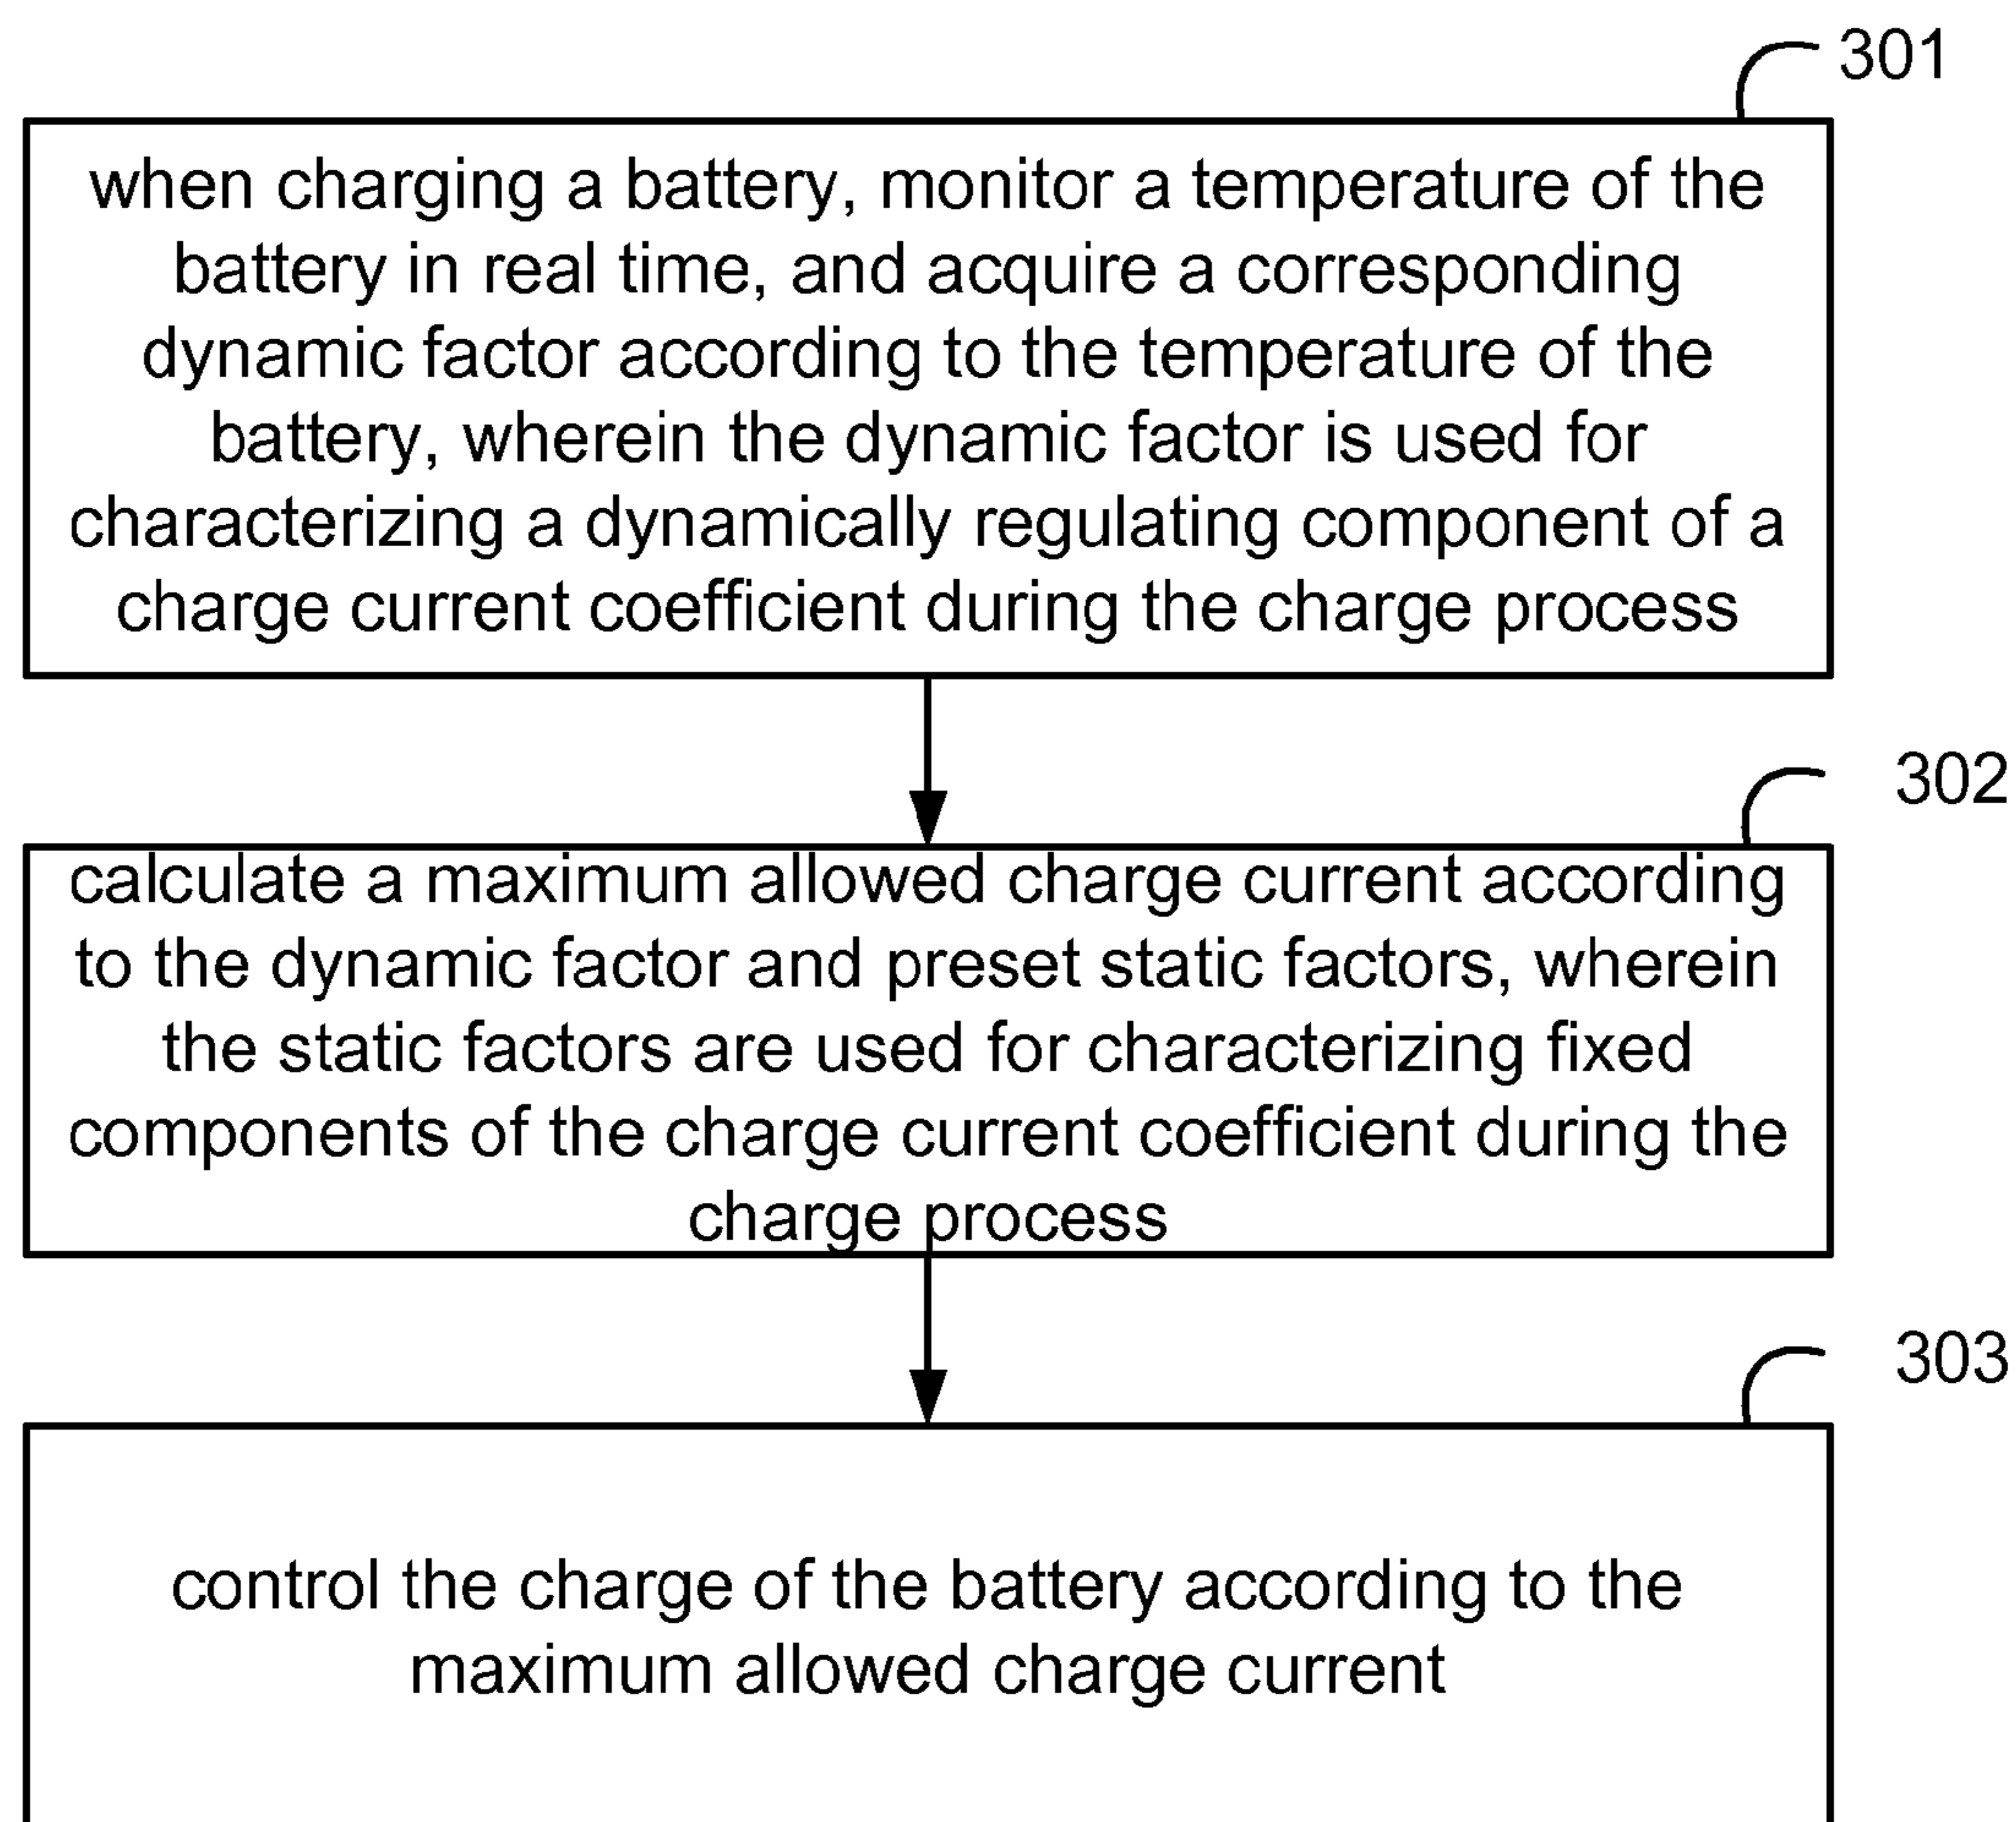 301
when charging a battery, monitor a temperature of the
battery in real time, and acquire a corresponding
dynamic factor according to the temperature of the
battery, wherein the dynamic factor is used for
characterizing a dynamically regulating component of a
charge current coefficient during the charge process
302
calculate a maximum allowed charge current according
to the dynamic factor and preset static factors, wherein
the static factors are used for characterizing fixed
components of the charge current coefficient during the
charge process
303
control the charge of the battery according to the
maximum allowed charge current